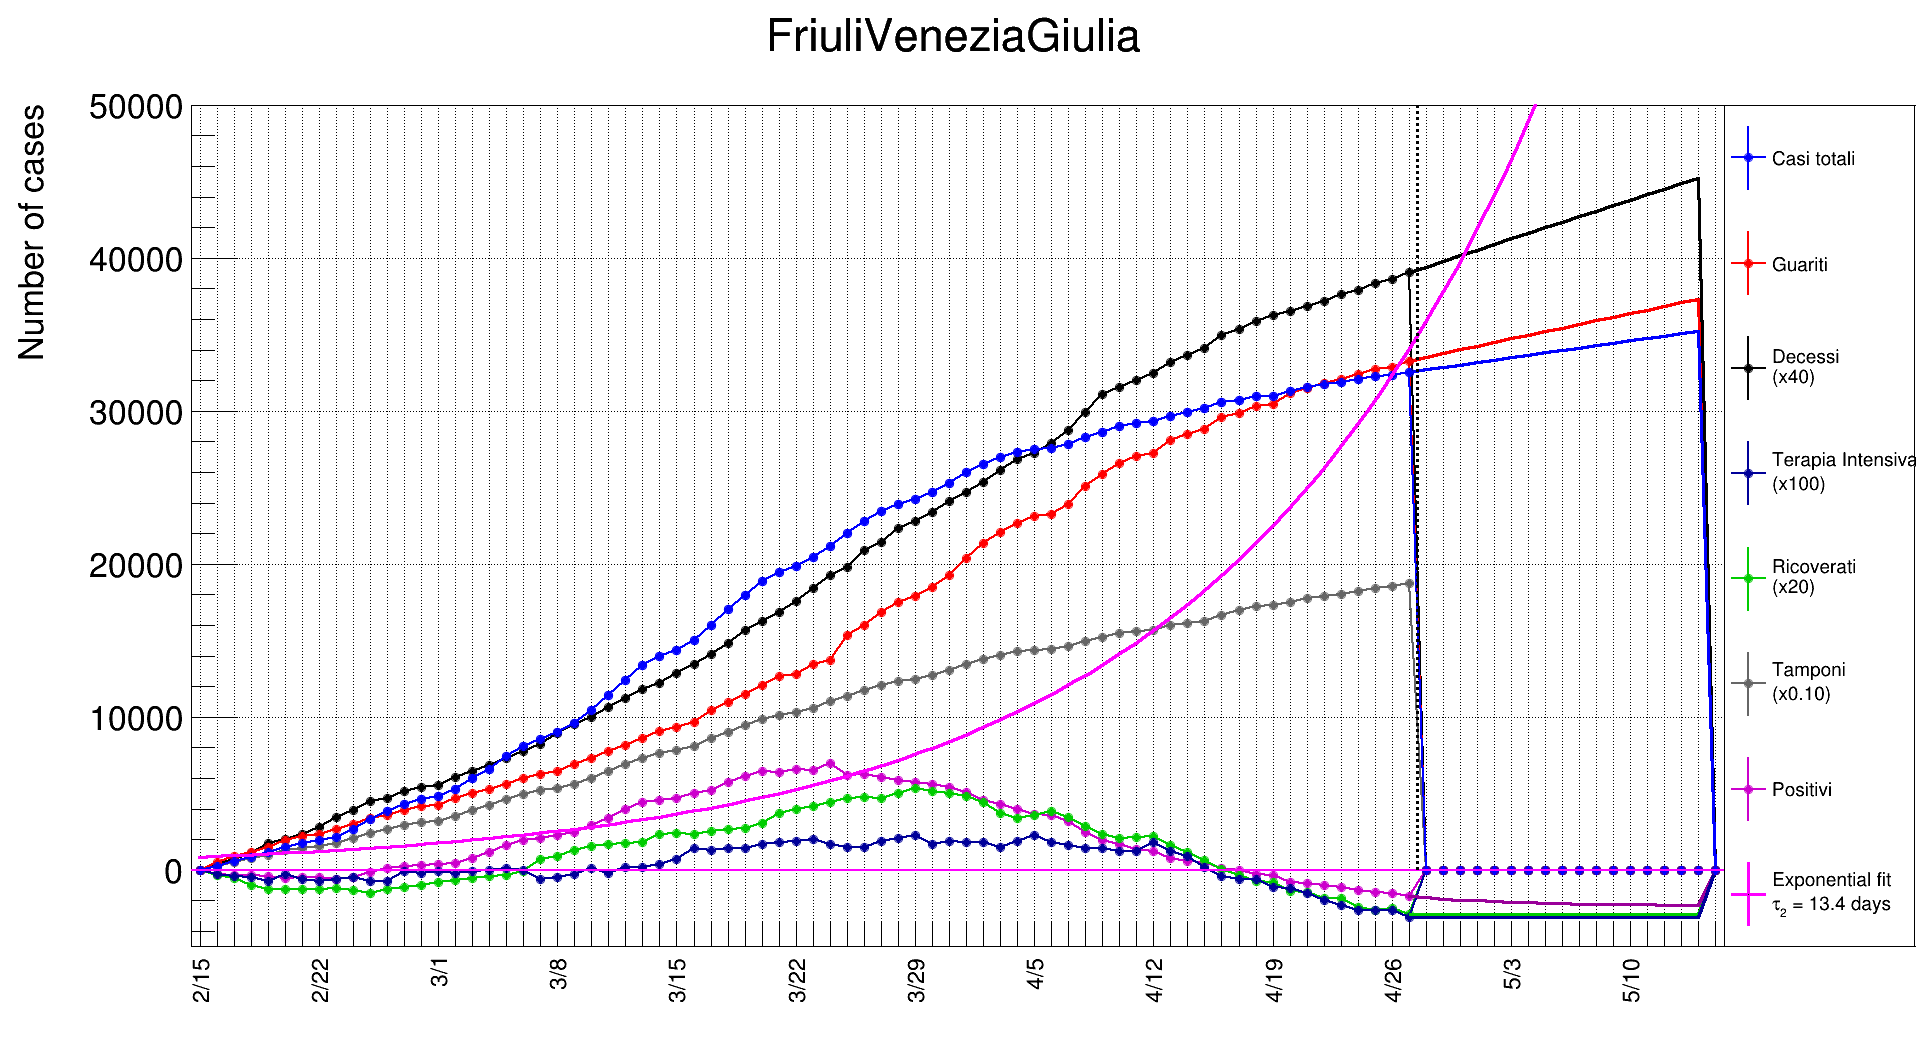 FriuliVeneziaGiulia
Number of cases
50000
40000
30000
20000
10000
0
2/15
2/22
3/1
3/8
3/15
3/22
3/29
4/5
4/12
4/19
4/26
5/3
5/10
Casi totali
Guariti
Decessi
(x40)
Terapia Intensiva
(x100)
Ricoverati
(x20)
Tamponi
(x0.10)
Positivi
Exponential fit
τ2 = 13.4 days